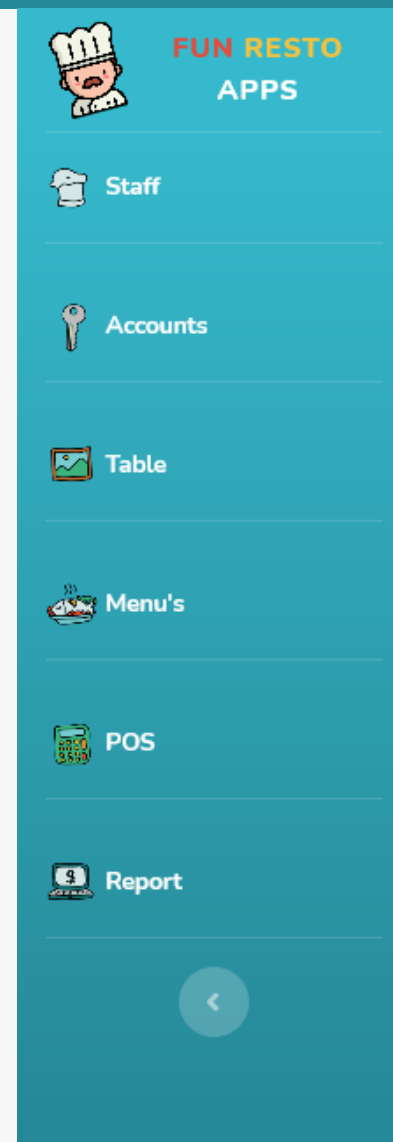 FUN RESTO
APPS
Staff
Accounts
Table
Menu's
POS
Report